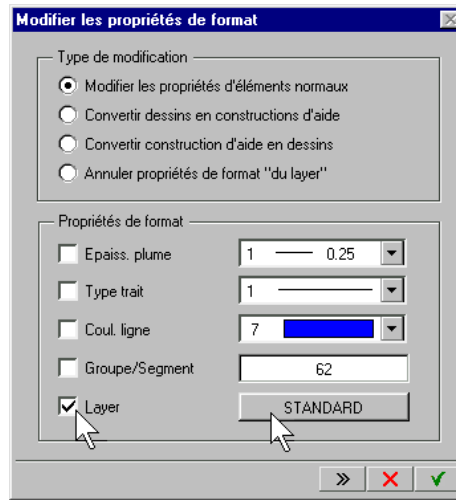 Modifier les propriétés de format
Type de modification
Modifier les propriétés d'éléments normaux
Convertir dessins en constructions d'aide
Convertir construction d'aide en dessins
Annuler propriétés de format "du layer"
Propriétés de format
Epaiss. plume 1 0.25
Type trait 1
Coul. ligne 7
Groupe/Segment 62
Layer STANDARD